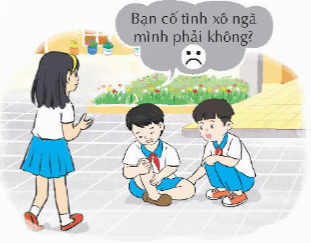 Bạn cố tình xô ngã
mình phải không?